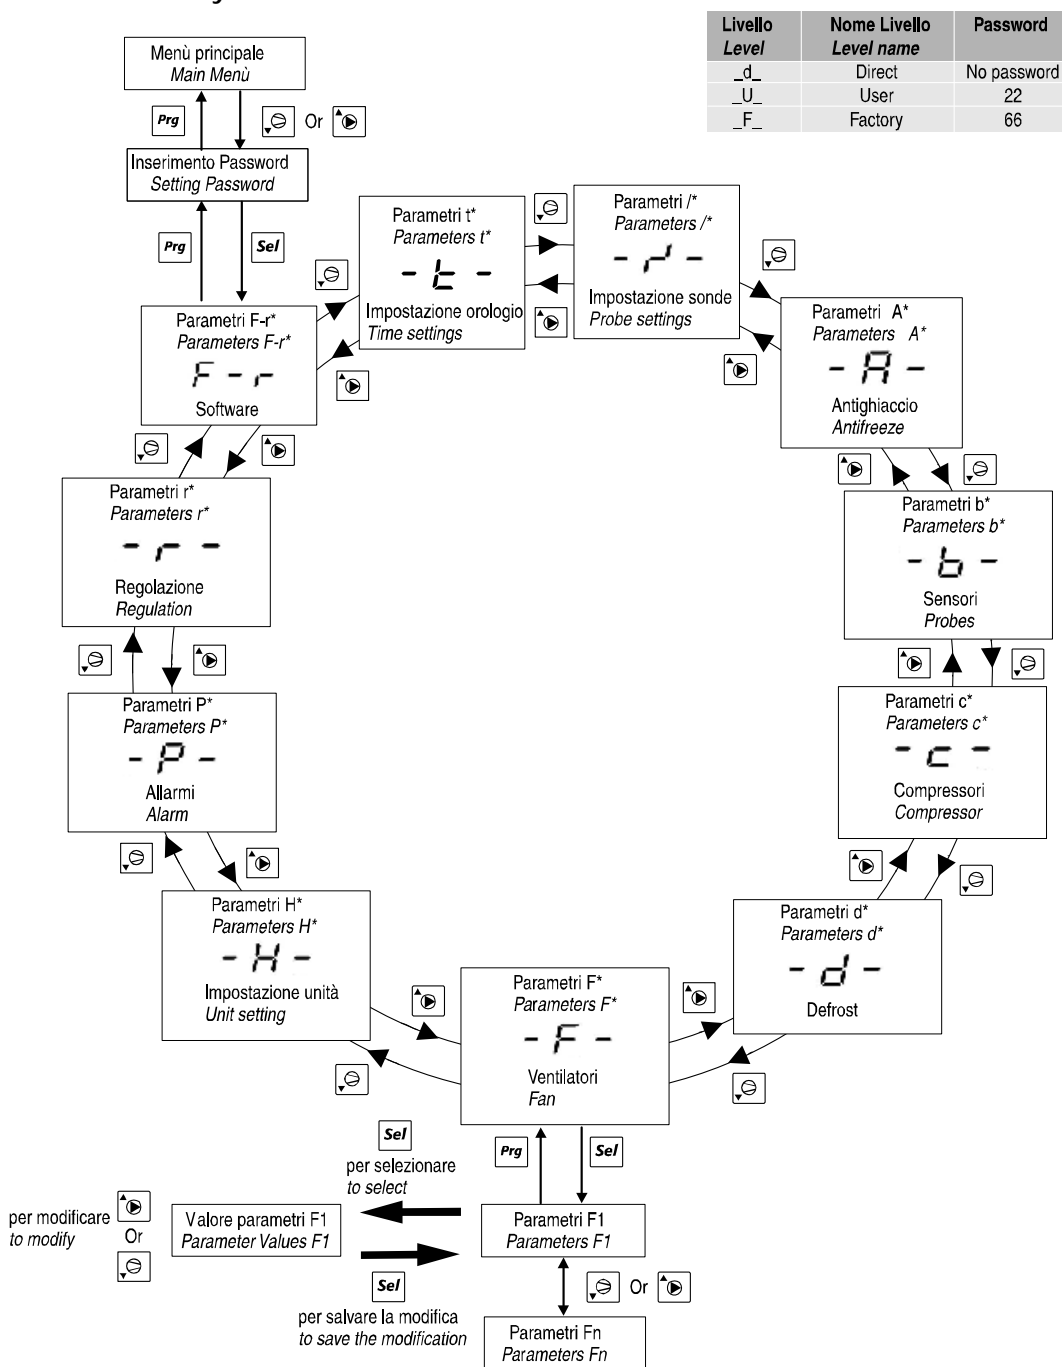 Livello Nome Livello Password
Level Level name
_d_ Direct No password
_U_ User 22
_F_ Factory 66
Menù principale
Main Menù
Prg
Or
Inserimento Password
Setting Password
Prg
Sel
Parametri t*
Parameters t*
- t -
Impostazione orologio
Time settings
Parametri /*
Parameters /*
- / -
Impostazione sonde
Probe settings
Parametri F-r*
Parameters F-r*
F - r
Software
Parametri A*
Parameters A*
- A -
Antighiaccio
Antifreeze
Parametri r*
Parameters r*
- r -
Regolazione
Regulation
Parametri b*
Parameters b*
- b -
Sensori
Probes
Parametri P*
Parameters P*
- P -
Allarmi
Alarm
Parametri c*
Parameters c*
- c -
Compressori
Compressor
Parametri H*
Parameters H*
- H -
Impostazione unità
Unit setting
Parametri d*
Parameters d*
- d -
Defrost
Parametri F*
Parameters F*
- F -
Ventilatori
Fan
Sel
per selezionare
to select
Prg
Sel
per modificare
to modify
Or
Valore parametri F1
Parameter Values F1
Parametri F1
Parameters F1
Sel
per salvare la modifica
to save the modification
Or
Parametri Fn
Parameters Fn